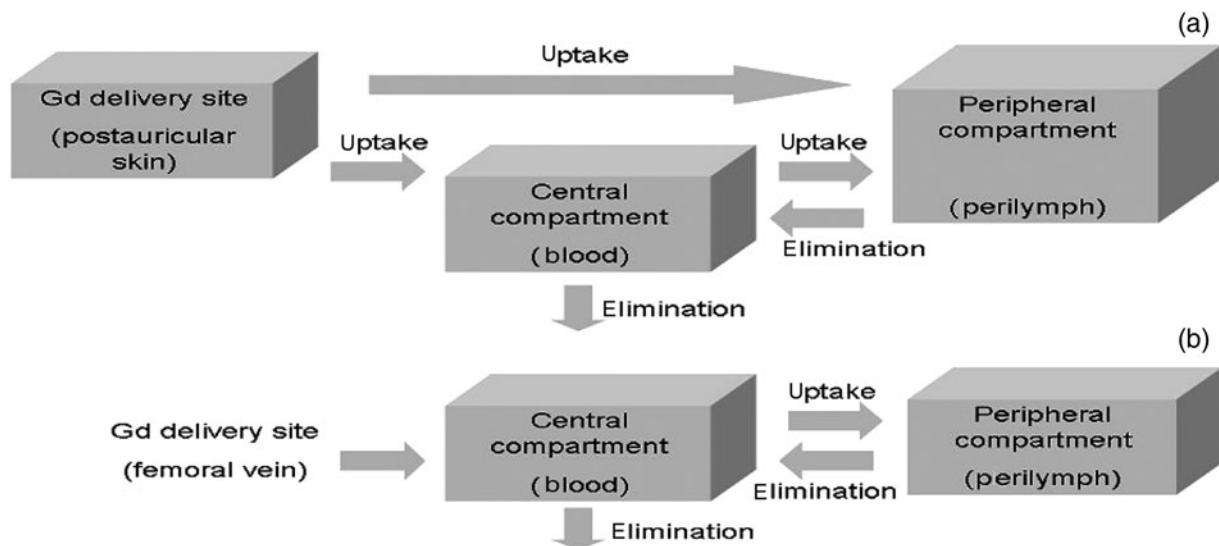 (a)
Uptake
Gd delivery site
(postauricular
skin)
Uptake
Central
compartment
(blood)
Uptake
Elimination
Peripheral
compartment
(perilymph)
Elimination
(b)
Gd delivery site
(femoral vein)
Central
compartment
(blood)
Uptake
Elimination
Peripheral
compartment
(perilymph)
Elimination